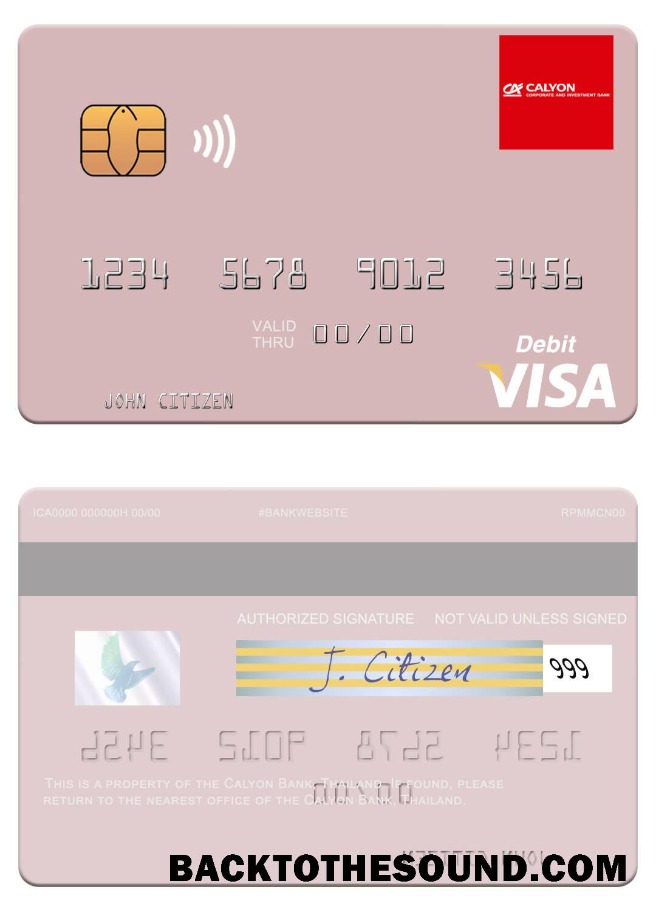 CA CALYON
CORPORATE AND INVESTMENT BANK
1234 5678 9012 3456
VALID THRU 00/00
Debit
VISA
JOHN CITIZEN
ICA0000 000000H 00/00 #BANKWEBSITE RPMMCN00
AUTHORIZED SIGNATURE NOT VALID UNLESS SIGNED
J. Citizen 999
THIS IS A PROPERTY OF THE CALYON BANK, THAILAND. IF FOUND, PLEASE
RETURN TO THE NEAREST OFFICE OF THE CALYON BANK, THAILAND.
BACKTOTHESOUND.COM